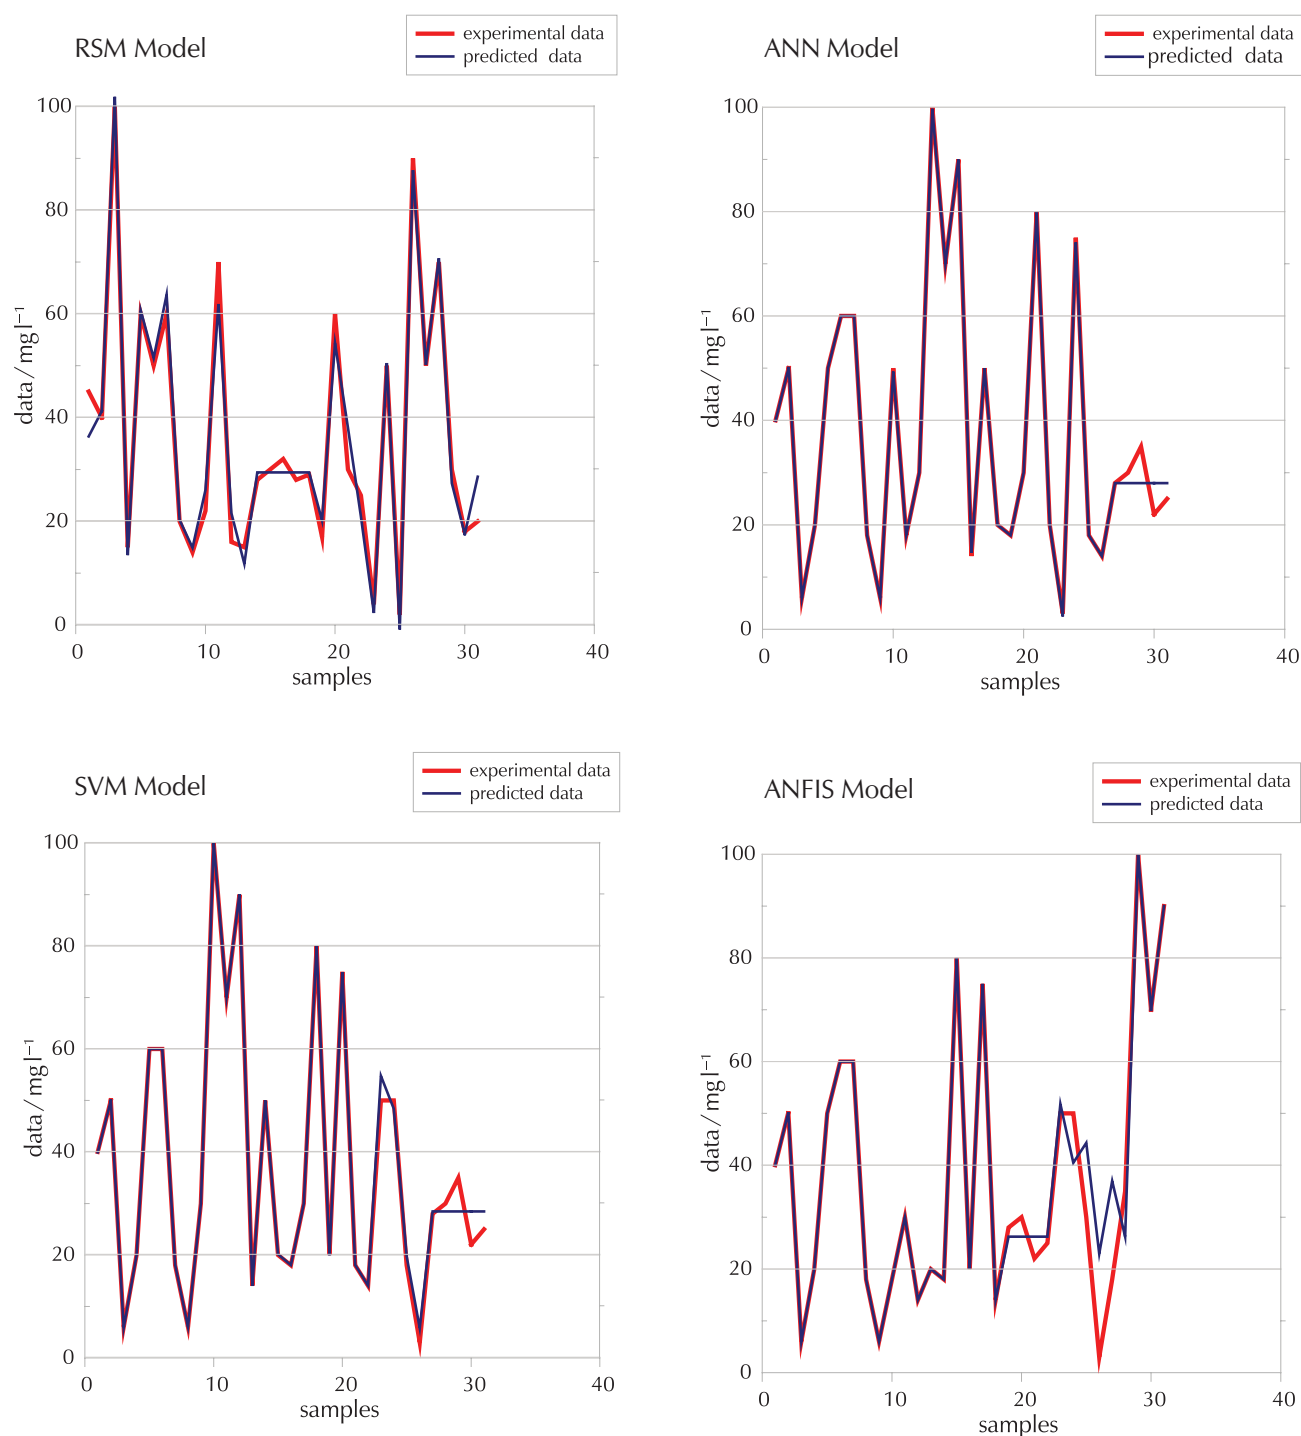 RSM Model
experimental data
predicted data
100
80
60
40
20
0
data / mg l⁻¹
0 10 20 30 40
samples
ANN Model
experimental data
predicted data
100
80
60
40
20
0
data / mg l⁻¹
0 10 20 30 40
samples
SVM Model
experimental data
predicted data
100
80
60
40
20
0
data / mg l⁻¹
0 10 20 30 40
samples
ANFIS Model
experimental data
predicted data
100
80
60
40
20
0
data / mg l⁻¹
0 10 20 30 40
samples